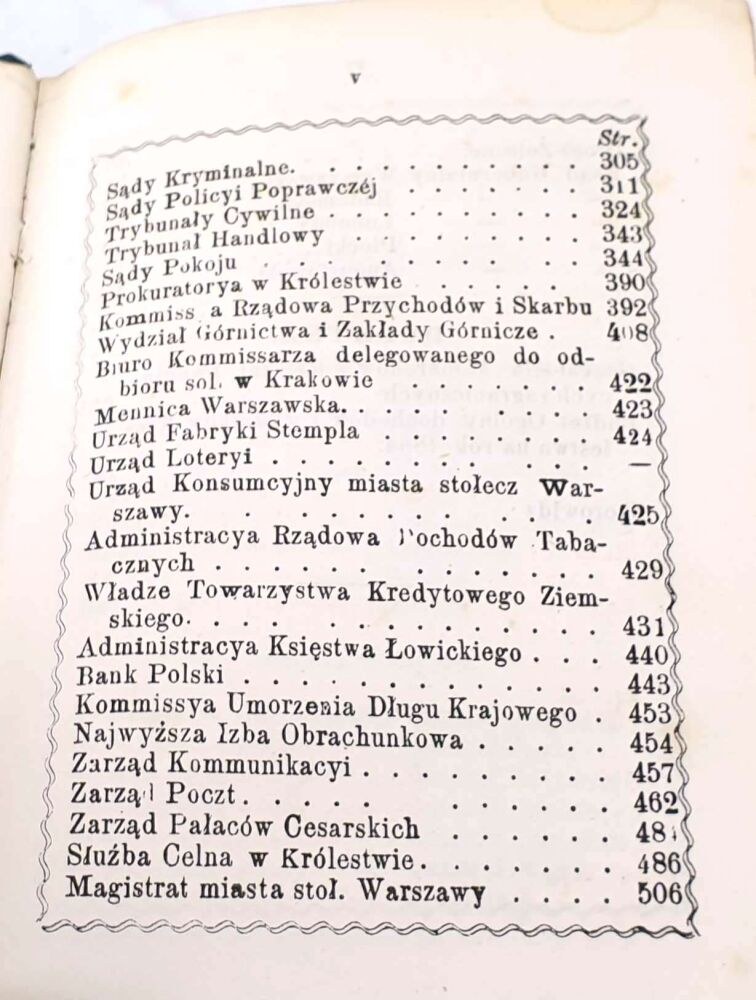 v
Str.
Sądy Kryminalne. . . . . . . . . . . . 305
Sądy Policyi Poprawczéj . . . . . . . 311
Trybunały Cywilne . . . . . . . . . . 324
Trybunał Handlowy . . . . . . . . . 343
Sądy Pokoju . . . . . . . . . . . . 344
Prokuratorya w Królestwie . . . . . 390
Kommiss a Rządowa Przychodów i Skarbu 392
Wydział Górnictwa i Zakłady Górnicze . 408
Biuro Kommissarza delegowanego do od-
bioru sol. w Krakowie . . . . . . . 422
Mennica Warszawska. . . . . . . . . 423
Urząd Fabryki Stempla . . . . . . . . 424
Urząd Loteryi . . . . . . . . . . . —
Urząd Konsumcyjny miasta stołecz War-
szawy. . . . . . . . . . . . 425
Administracya Rządowa Dochodów Taba-
cznych . . . . . . . . . . . . . 429
Władze Towarzystwa Kredytowego Ziem-
skiego. . . . . . . . . . . . . . 431
Administracya Księstwa Łowickiego . . . 440
Bank Polski . . . . . . . . . . . . . 443
Kommissya Umorzenia Długu Krajowego . 453
Najwyższa Izba Obrachunkowa . . . . . 454
Zarząd Kommunikacyi . . . . . . . . . 457
Zarząd Poczt. . . . . . . . . . . . 462
Zarząd Pałaców Cesarskich . . . . . .
Służba Celna w Królestwie. . . . . . . 486
Magistrat miasta stoł. Warszawy . . . . 506